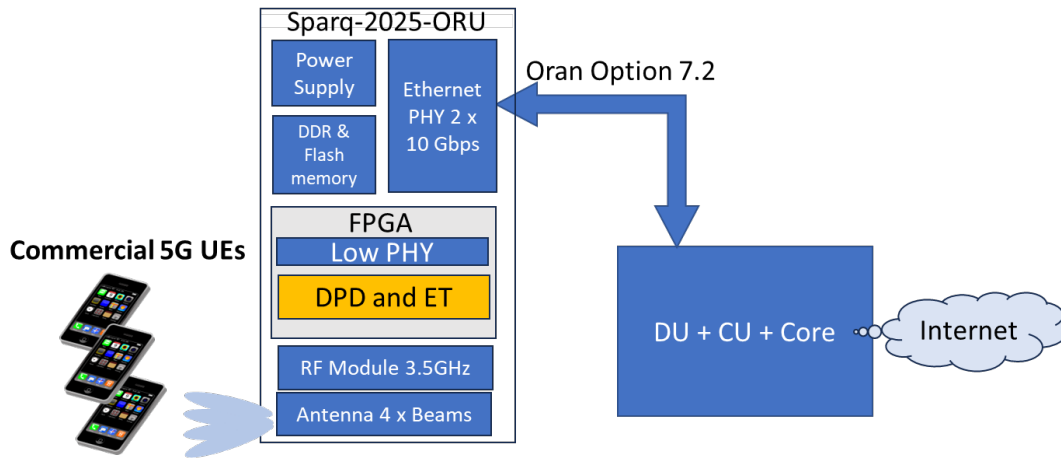 Sparq-2025-ORU
Power
Supply
Ethernet
PHY 2 x
10 Gbps
Oran Option 7.2
DDR &
Flash
memory
FPGA
Low PHY
DPD and ET
Commercial 5G UEs
RF Module 3.5GHz
Antenna 4 x Beams
DU + CU + Core
Internet